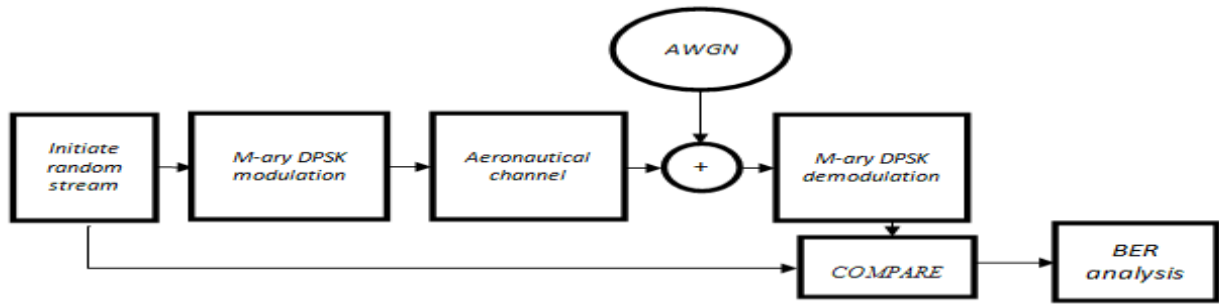 AWGN
Initiate
random
stream
M-ary DPSK
modulation
Aeronautical
channel
+
M-ary DPSK
demodulation
COMPARE
BER
analysis